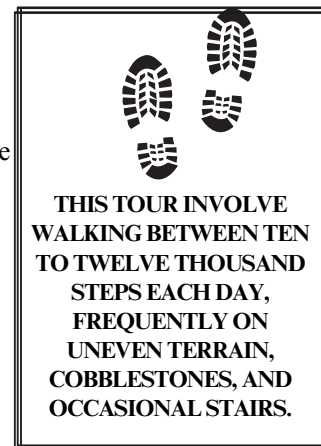 e
THIS TOUR INVOLVE
WALKING BETWEEN TEN
TO TWELVE THOUSAND
STEPS EACH DAY,
FREQUENTLY ON
UNEVEN TERRAIN,
COBBLESTONES, AND
OCCASIONAL STAIRS.